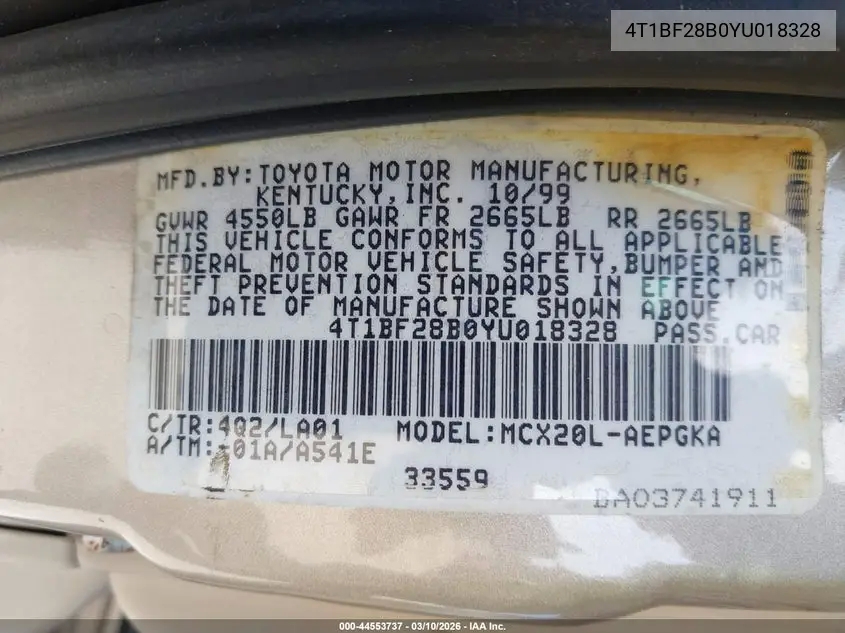 4T1BF28B0YU018328
MFD.BY:TOYOTA MOTOR MANUFACTURING,
KENTUCKY,INC. 10/99
GVWR 4550LB GAWR FR 2665LB RR 2665LB
THIS VEHICLE CONFORMS TO ALL APPLICABLE
FEDERAL MOTOR VEHICLE SAFETY,BUMPER AND
THEFT PREVENTION STANDARDS IN EFFECT ON
THE DATE OF MANUFACTURE SHOWN ABOVE
4T1BF28B0YU018328 PASS.CAR
C/TR:4Q2/LA01 MODEL:MCX20L-AEPGKA
A/TM:-01A/A541E
33559
BA03741911
000-44553737 - 03/10/2026 - IAA Inc.